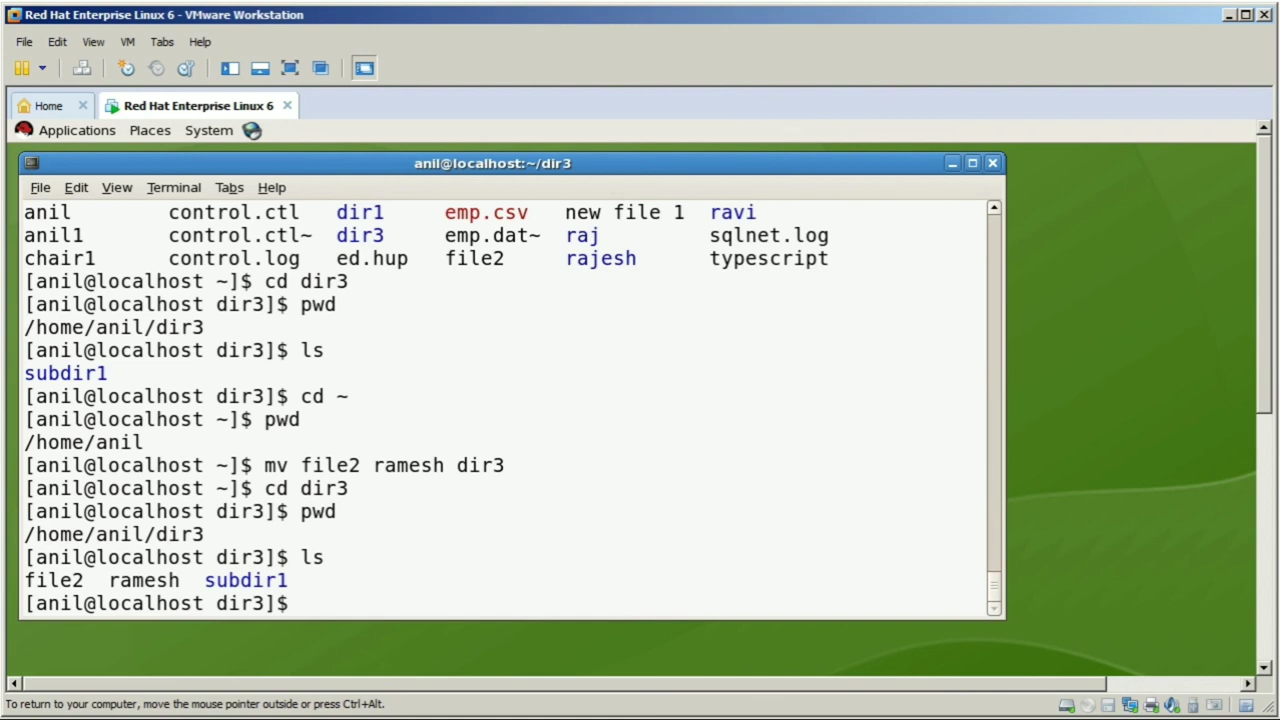 Red Hat Enterprise Linux 6 - VMware Workstation
File Edit View VM Tabs Help
Home Red Hat Enterprise Linux 6
Applications Places System
anil@localhost:~/dir3
File Edit View Terminal Tabs Help
anil control.ctl dir1 emp.csv new file 1 ravi
anil1 control.ctl~ dir3 emp.dat~ raj sqlnet.log
chair1 control.log ed.hup file2 rajesh typescript
[anil@localhost ~]$ cd dir3
[anil@localhost dir3]$ pwd
/home/anil/dir3
[anil@localhost dir3]$ ls
subdir1
[anil@localhost dir3]$ cd ~
[anil@localhost ~]$ pwd
/home/anil
[anil@localhost ~]$ mv file2 ramesh dir3
[anil@localhost ~]$ cd dir3
[anil@localhost dir3]$ pwd
/home/anil/dir3
[anil@localhost dir3]$ ls
file2 ramesh subdir1
[anil@localhost dir3]$
To return to your computer, move the mouse pointer outside or press Ctrl+Alt.